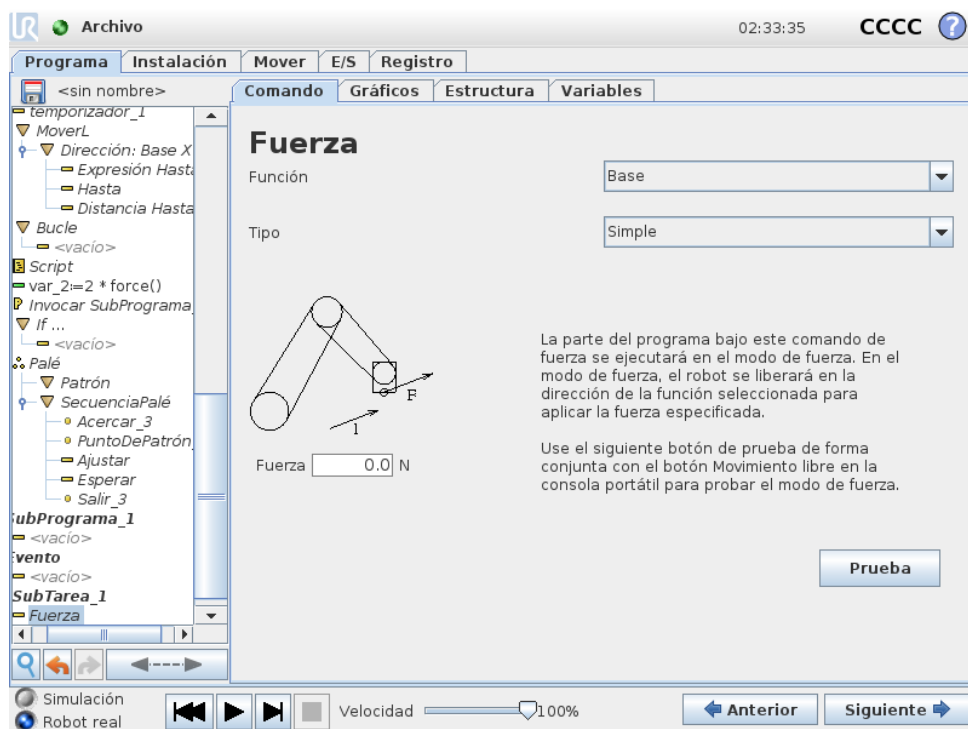 UR Archivo 02:33:35 CCCC ?
Programa Instalación Mover E/S Registro
<sin nombre> Comando Gráficos Estructura Variables
temporizador_1
MoverL
Dirección: Base X
Expresión Hasta
Hasta
Distancia Hasta
Bucle
<vacío>
Script
var_2:=2 * force()
Invocar SubPrograma
If ...
<vacío>
Palé
Patrón
SecuenciaPalé
Acercar_3
PuntoDePatrón
Ajustar
Esperar
Salir_3
SubPrograma_1
<vacío>
Evento
<vacío>
SubTarea_1
Fuerza
Fuerza
Función Base
Tipo Simple
F
1
Fuerza 0.0 N
La parte del programa bajo este comando de
fuerza se ejecutará en el modo de fuerza. En el
modo de fuerza, el robot se liberará en la
dirección de la función seleccionada para
aplicar la fuerza especificada.
Use el siguiente botón de prueba de forma
conjunta con el botón Movimiento libre en la
consola portátil para probar el modo de fuerza.
Prueba
Simulación
Robot real
Velocidad 100%
Anterior Siguiente